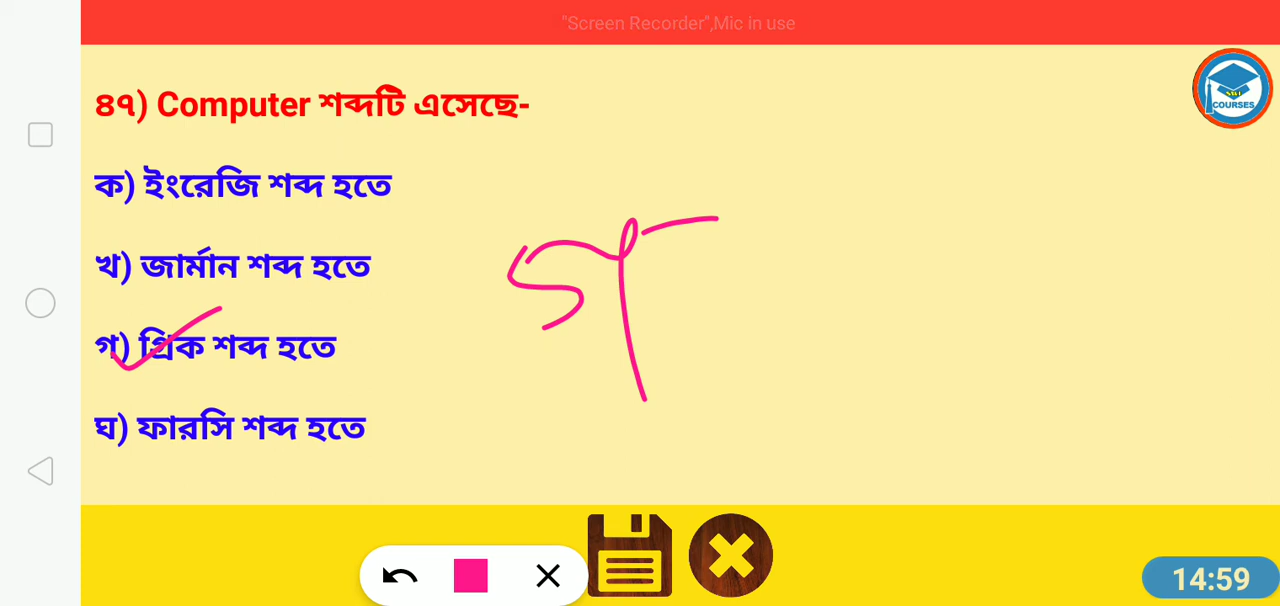 "Screen Recorder",Mic in use
৪৭) Computer শব্দটি এসেছে-
COURSES
ক) ইংরেজি শব্দ হতে
খ) জার্মান শব্দ হতে
গ) গ্রিক শব্দ হতে
ঘ) ফারসি শব্দ হতে
14:59